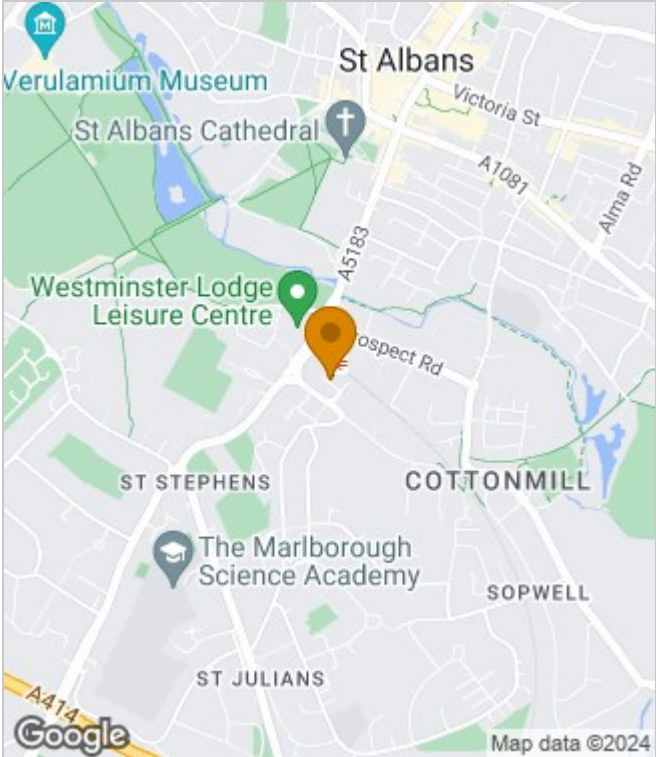 St Albans
Verulamium Museum
Victoria St
St Albans Cathedral
A1081
Alma Rd
A5183
Westminster Lodge
Leisure Centre
ospect Rd
ST STEPHENS
COTTONMILL
The Marlborough
Science Academy
SOPWELL
ST JULIANS
A414
Google
Map data ©2024